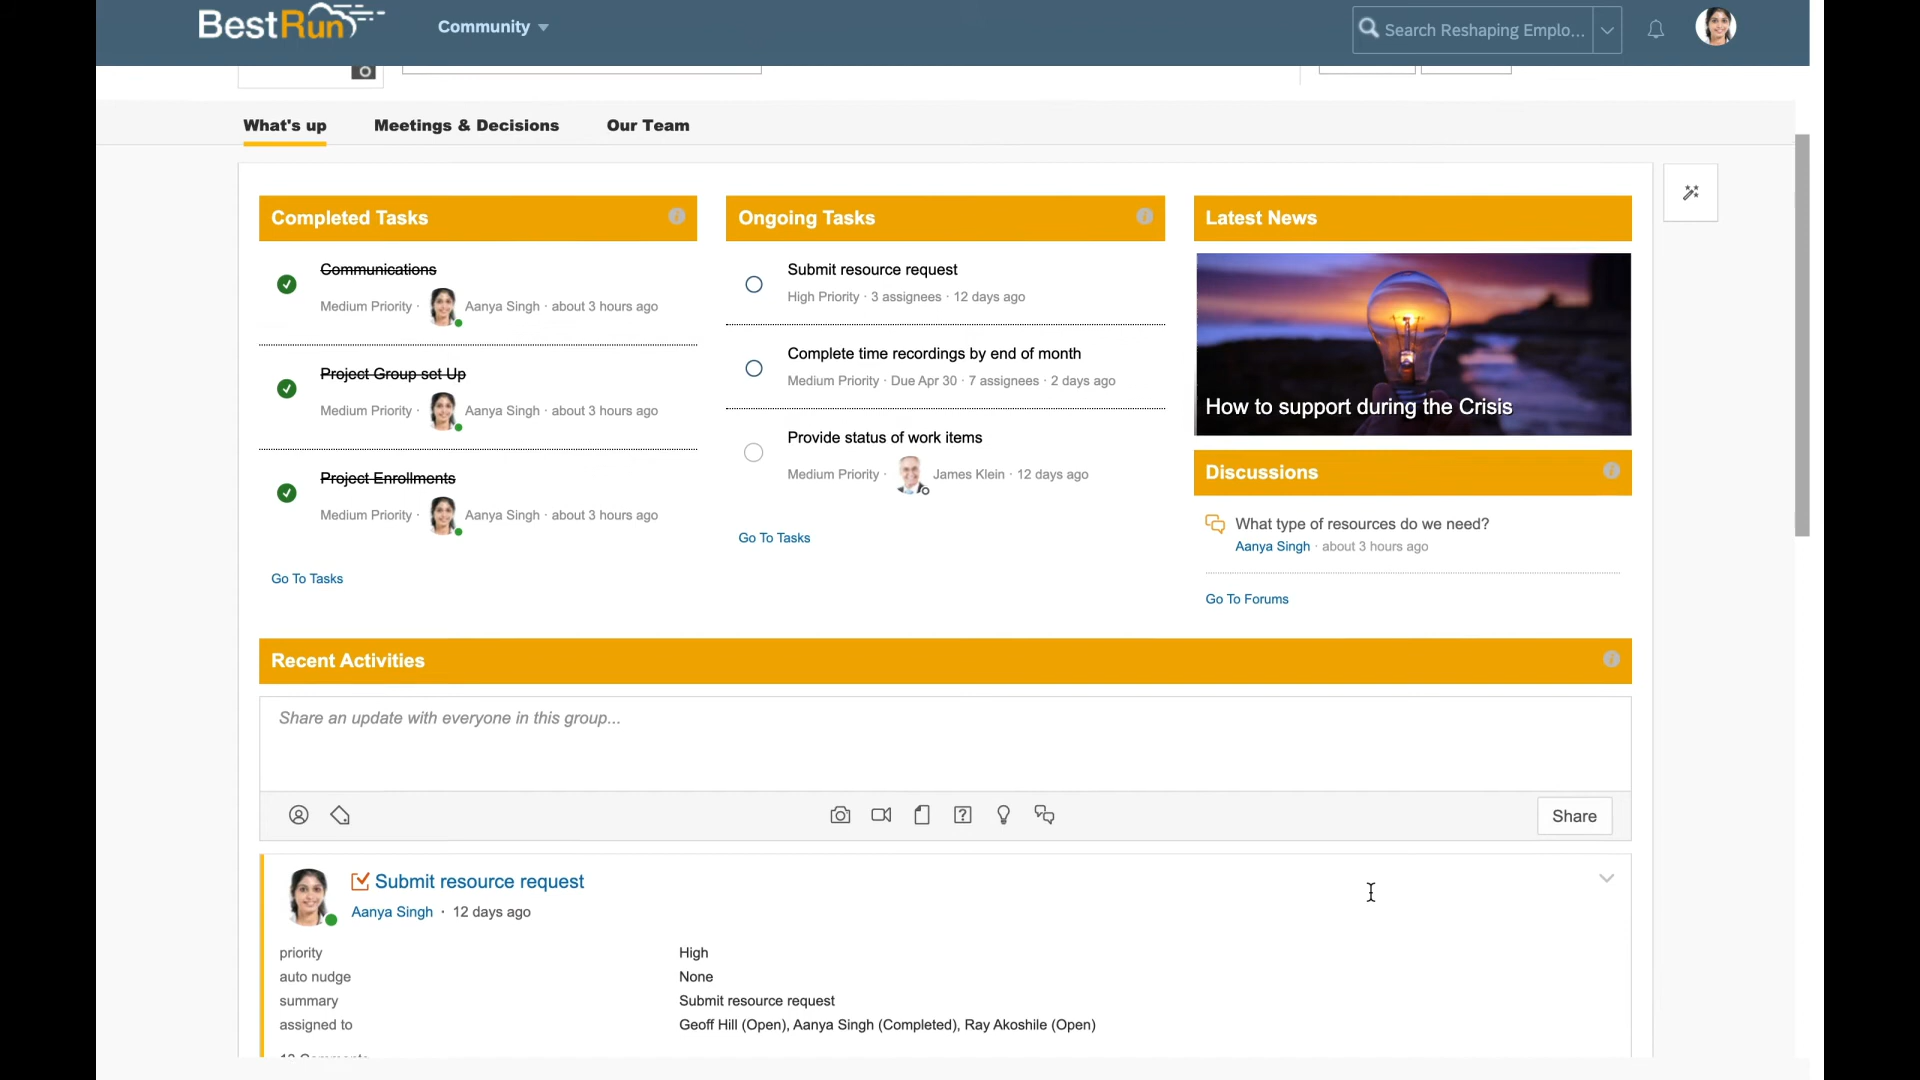 BestRun
Community
Search Reshaping Emplo...
What's up
Meetings & Decisions
Our Team
Completed Tasks
Communications
Medium Priority · Aanya Singh · about 3 hours ago
Project Group set Up
Medium Priority · Aanya Singh · about 3 hours ago
Project Enrollments
Medium Priority · Aanya Singh · about 3 hours ago
Go To Tasks
Ongoing Tasks
Submit resource request
High Priority · 3 assignees · 12 days ago
Complete time recordings by end of month
Medium Priority · Due Apr 30 · 7 assignees · 2 days ago
Provide status of work items
Medium Priority · James Klein · 12 days ago
Go To Tasks
Latest News
How to support during the Crisis
Discussions
What type of resources do we need?
Aanya Singh · about 3 hours ago
Go To Forums
Recent Activities
Share an update with everyone in this group...
Share
Submit resource request
Aanya Singh · 12 days ago
priority High
auto nudge None
summary Submit resource request
assigned to Geoff Hill (Open), Aanya Singh (Completed), Ray Akoshile (Open)